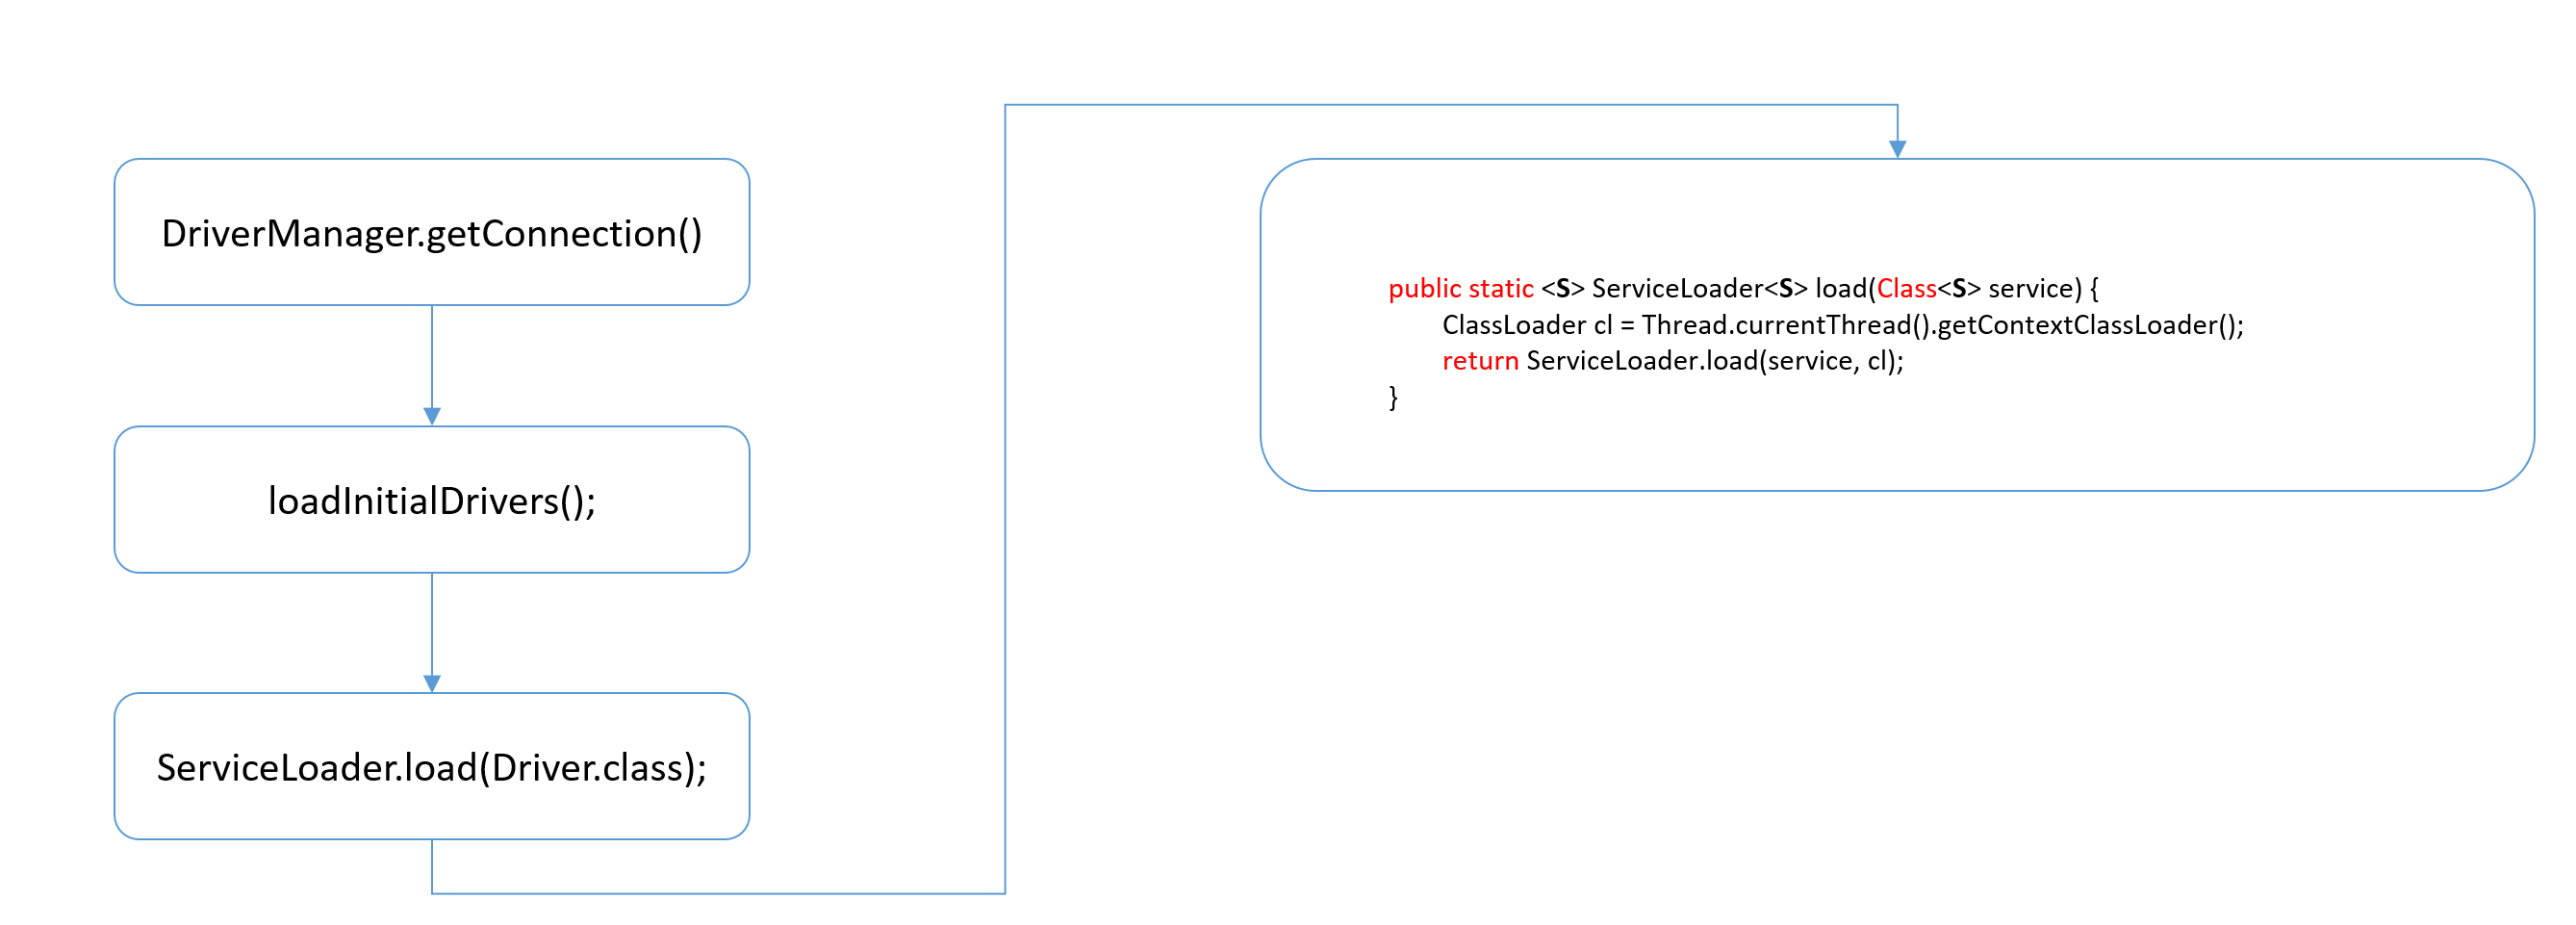 DriverManager.getConnection()
loadInitialDrivers();
ServiceLoader.load(Driver.class);
public static <S> ServiceLoader<S> load(Class<S> service) {
ClassLoader cl = Thread.currentThread().getContextClassLoader();
return ServiceLoader.load(service, cl);
}